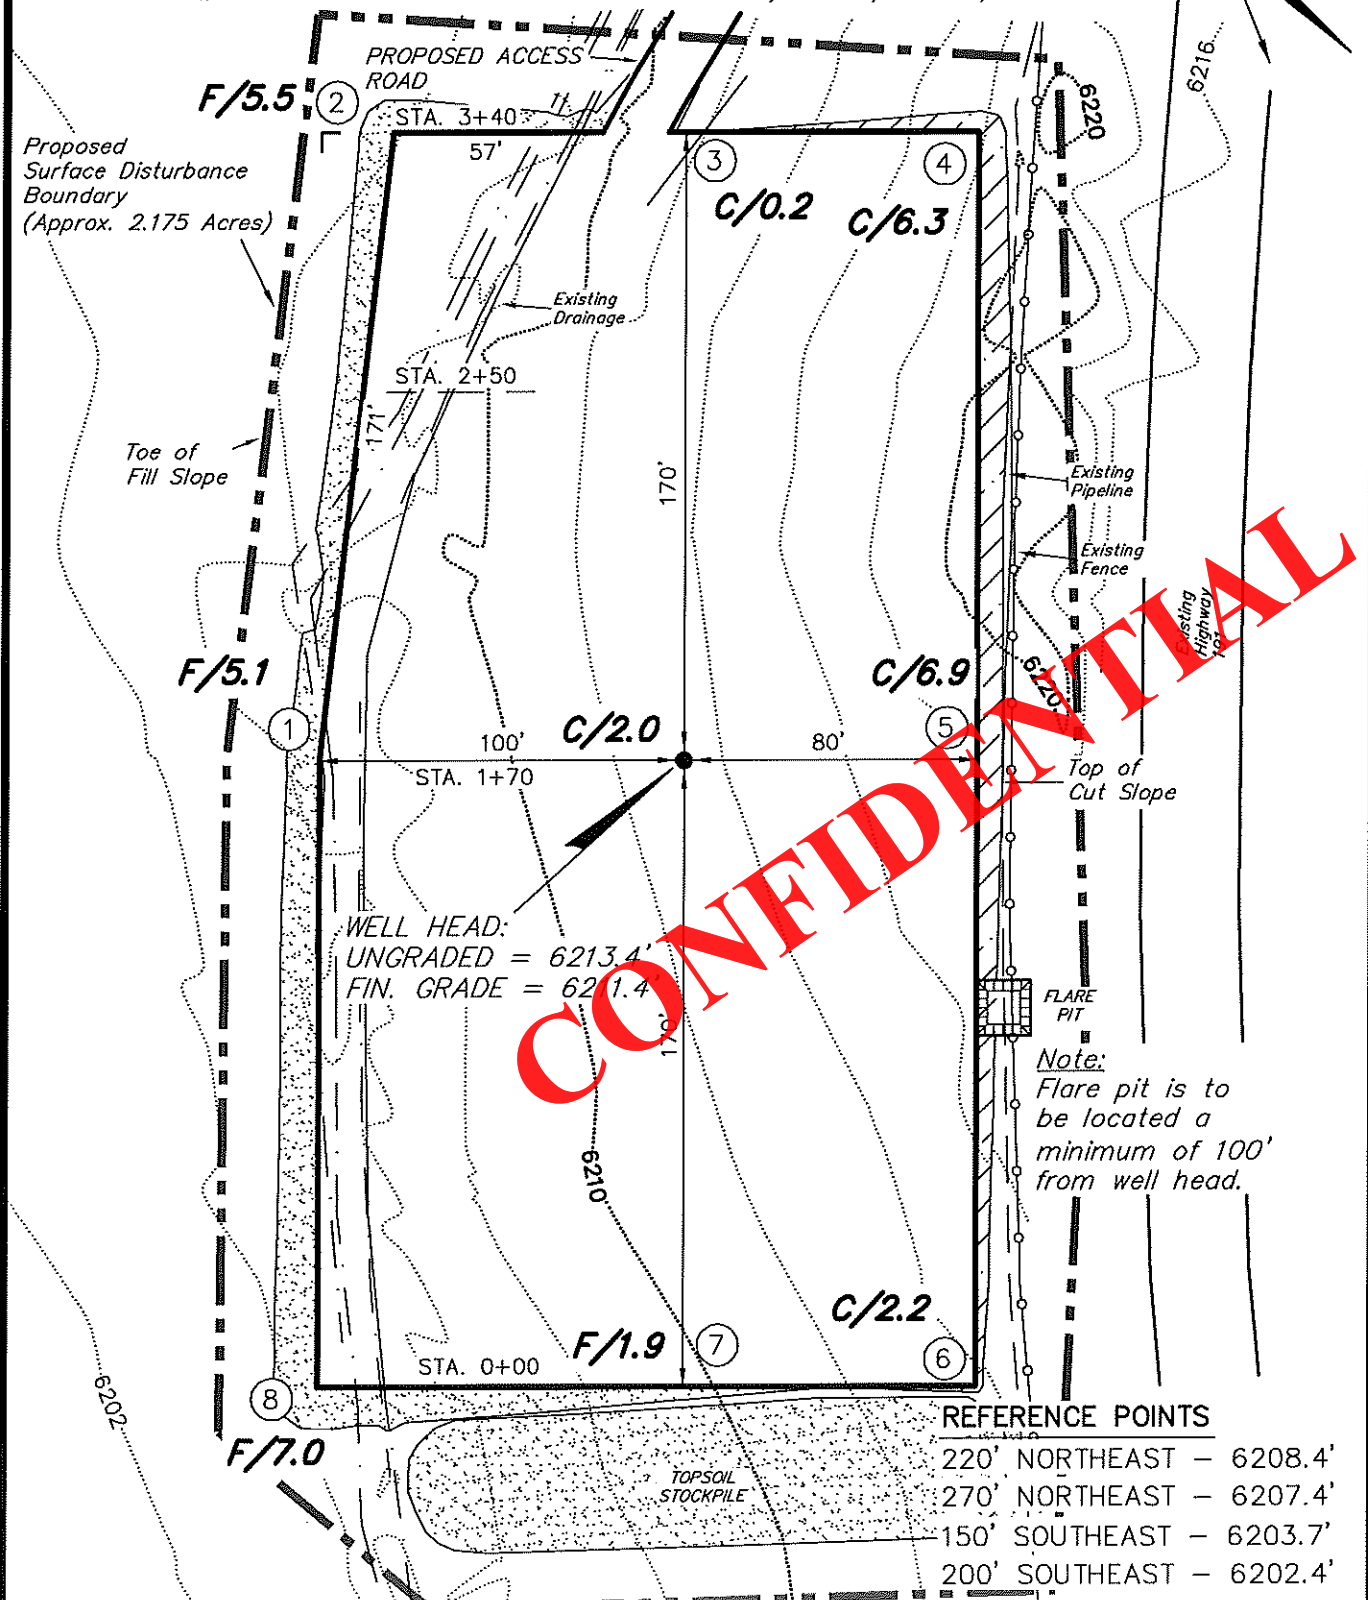 PROPOSED ACCESS
ROAD
F/5.5
2
STA. 3+40
57'
6216
6220
Proposed
Surface Disturbance
Boundary
(Approx. 2.175 Acres)
3
4
C/0.2
C/6.3
Existing
Drainage
STA. 2+50
171'
Toe of
Fill Slope
170'
Existing
Pipeline
Existing
Fence
Existing
Highway
191
F/5.1
C/6.9
6220
1
C/2.0
5
100'
80'
STA. 1+70
Top of
Cut Slope
CONFIDENTIAL
WELL HEAD:
UNGRADED = 6213.4'
FIN. GRADE = 6211.4'
170'
FLARE
PIT
Note:
Flare pit is to
be located a
minimum of 100'
from well head.
6210
C/2.2
F/1.9
7
6
STA. 0+00
8
6202
F/7.0
TOPSOIL
STOCKPILE
REFERENCE POINTS
220' NORTHEAST – 6208.4'
270' NORTHEAST – 6207.4'
150' SOUTHEAST – 6203.7'
200' SOUTHEAST – 6202.4'